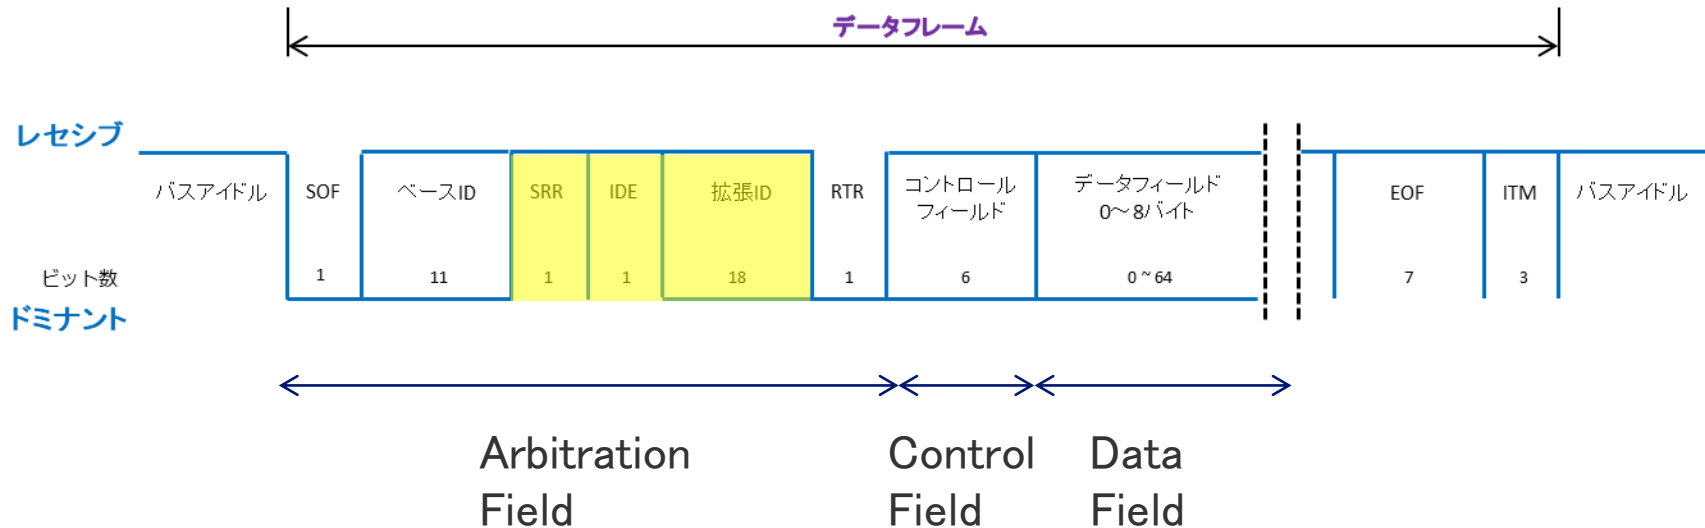 データフレーム
レセシブ
バスアイドル SOF ベースID SRR IDE 拡張ID RTR コントロール データフィールド EOF ITM バスアイドル
フィールド 0～8バイト
ビット数 1 11 1 1 18 1 6 0 ~ 64 7 3
ドミナント
Arbitration Control Data
Field Field Field